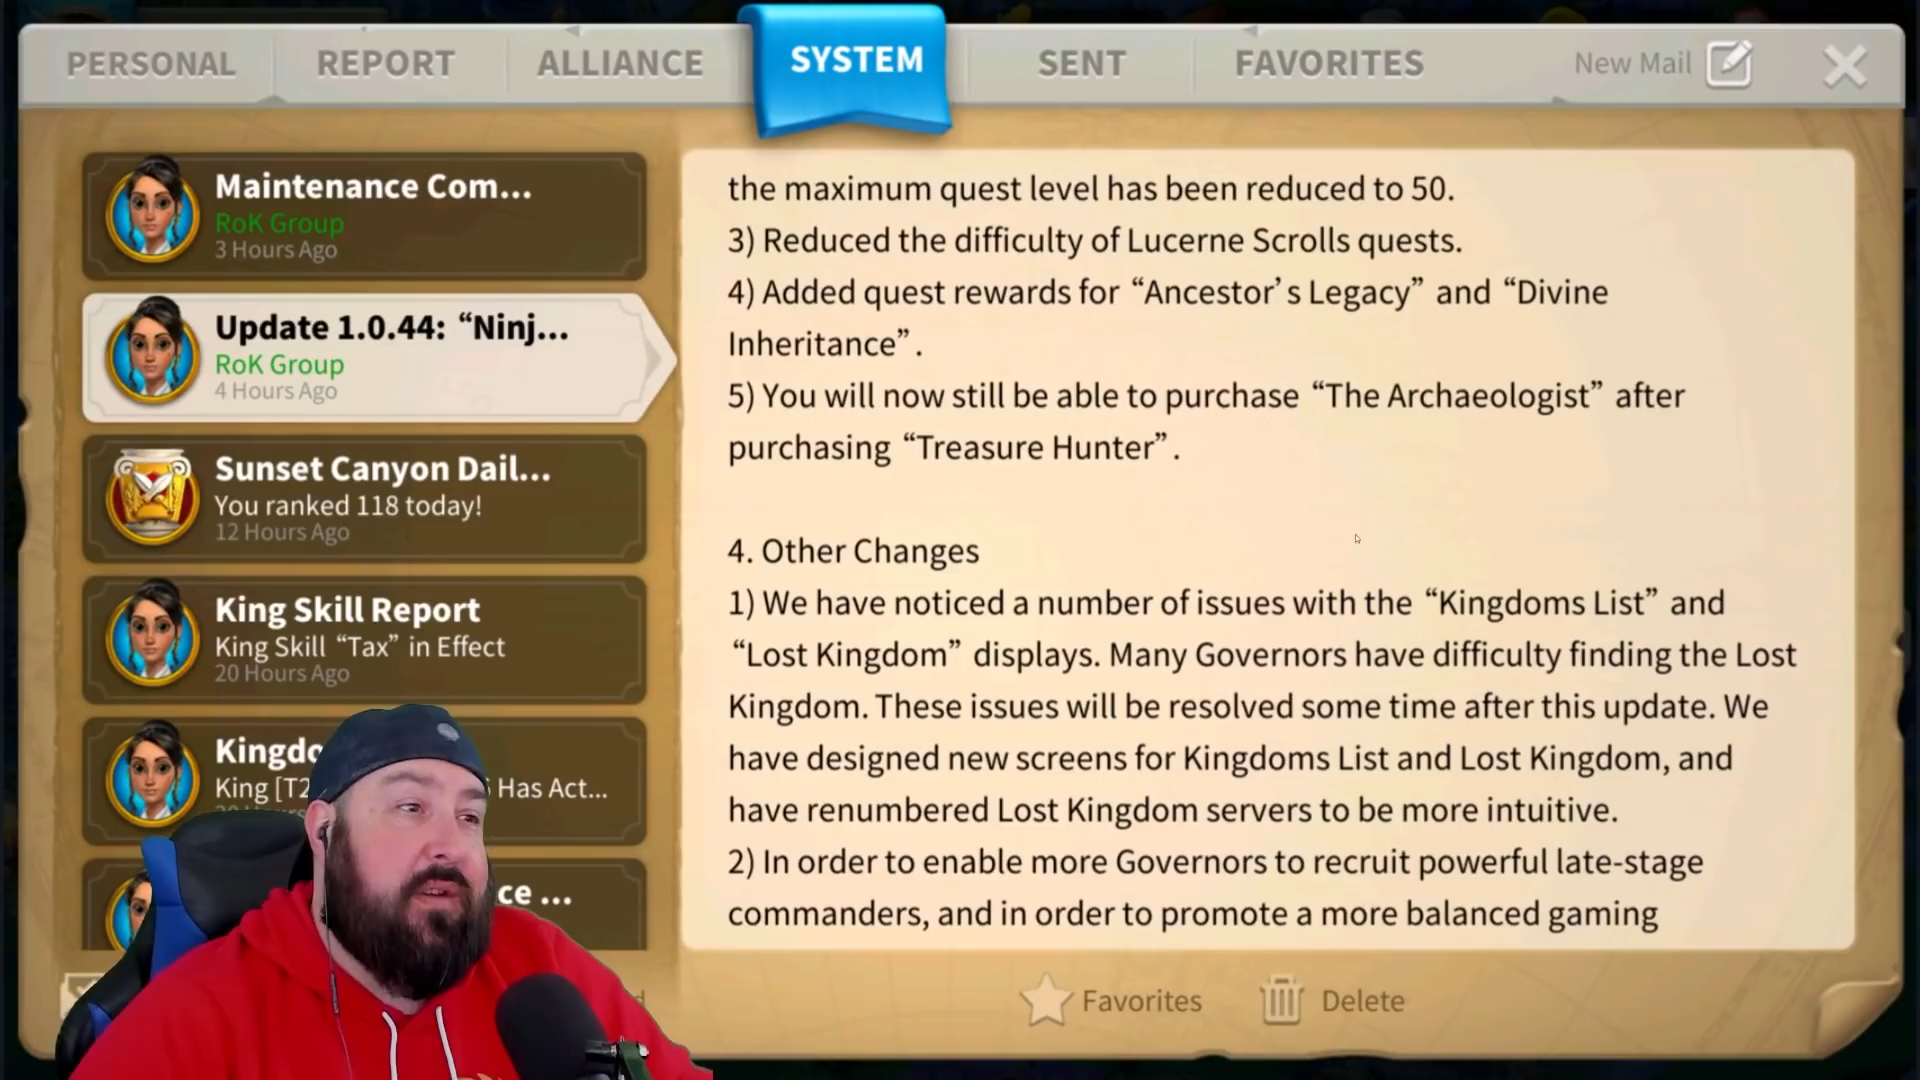 PERSONAL
REPORT
ALLIANCE
SYSTEM
SENT
FAVORITES
New Mail
Maintenance Com...
RoK Group
3 Hours Ago
Update 1.0.44: “Ninj...
RoK Group
4 Hours Ago
Sunset Canyon Dail...
You ranked 118 today!
12 Hours Ago
King Skill Report
King Skill “Tax” in Effect
20 Hours Ago
Has Act...
ce ...
the maximum quest level has been reduced to 50.
3) Reduced the difficulty of Lucerne Scrolls quests.
4) Added quest rewards for “Ancestor’s Legacy” and “Divine
Inheritance”.
5) You will now still be able to purchase “The Archaeologist” after
purchasing “Treasure Hunter”.
4. Other Changes
1) We have noticed a number of issues with the “Kingdoms List” and
“Lost Kingdom” displays. Many Governors have difficulty finding the Lost
Kingdom. These issues will be resolved some time after this update. We
have designed new screens for Kingdoms List and Lost Kingdom, and
have renumbered Lost Kingdom servers to be more intuitive.
2) In order to enable more Governors to recruit powerful late-stage
commanders, and in order to promote a more balanced gaming
Favorites
Delete